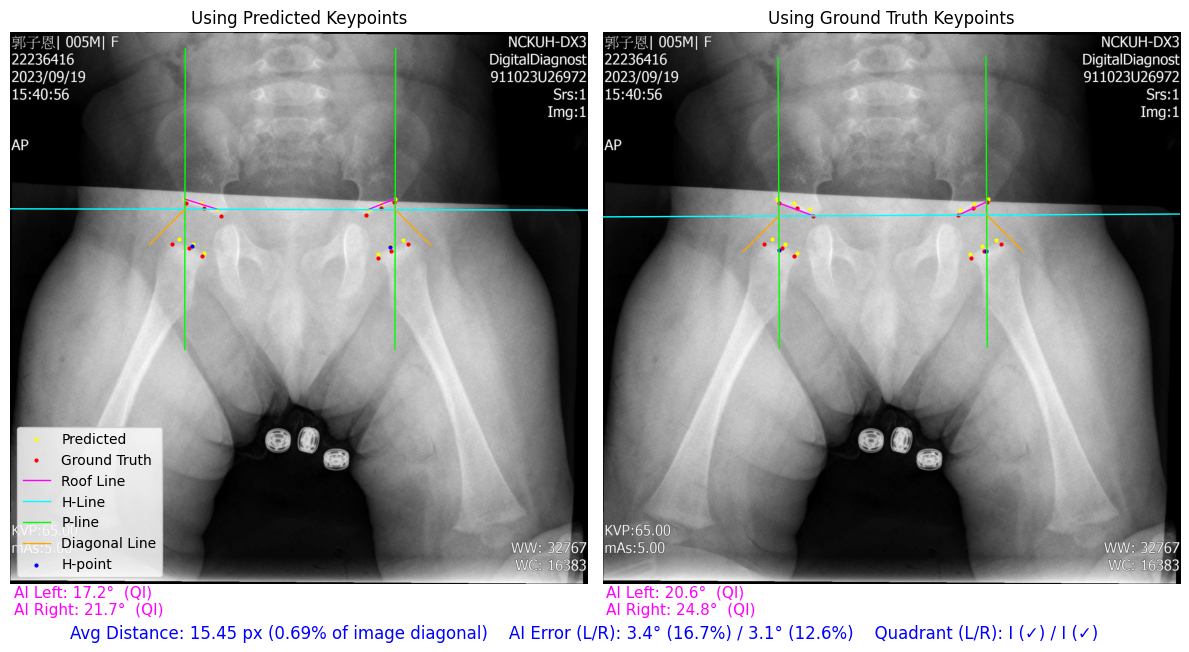 Using Predicted Keypoints
郭子恩| 005M| F
22236416
2023/09/19
15:40:56
AP
NCKUH-DX3
DigitalDiagnost
911023U26972
Srs:1
Img:1
Predicted
Ground Truth
Roof Line
H-Line
P-line
Diagonal Line
H-point
KVP:65.00
mAs:5.00
WW: 32767
WC: 16383
AI Left: 17.2° (QI)
AI Right: 21.7° (QI)
Using Ground Truth Keypoints
郭子恩| 005M| F
22236416
2023/09/19
15:40:56
AP
NCKUH-DX3
DigitalDiagnost
911023U26972
Srs:1
Img:1
KVP:65.00
mAs:5.00
WW: 32767
WC: 16383
AI Left: 20.6° (QI)
AI Right: 24.8° (QI)
Avg Distance: 15.45 px (0.69% of image diagonal) AI Error (L/R): 3.4° (16.7%) / 3.1° (12.6%) Quadrant (L/R): I (✓) / I (✓)